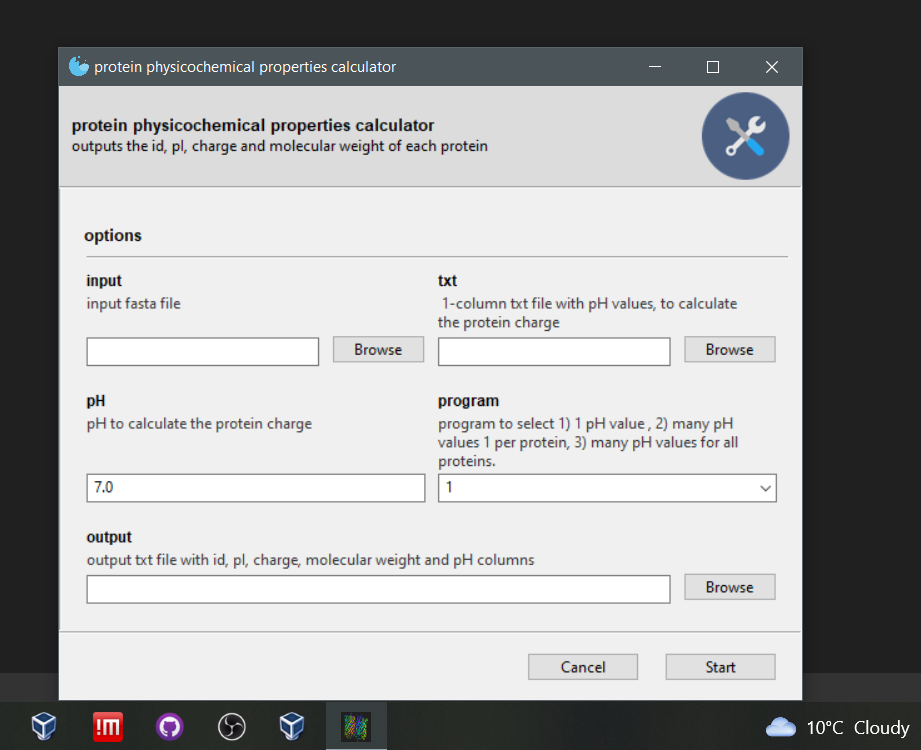 protein physicochemical properties calculator
protein physicochemical properties calculator
outputs the id, pl, charge and molecular weight of each protein
options
input
input fasta file
Browse
txt
1-column txt file with pH values, to calculate
the protein charge
Browse
pH
pH to calculate the protein charge
7.0
program
program to select 1) 1 pH value , 2) many pH
values 1 per protein, 3) many pH values for all
proteins.
1
output
output txt file with id, pl, charge, molecular weight and pH columns
Browse
Cancel
Start
!M
10°C Cloudy